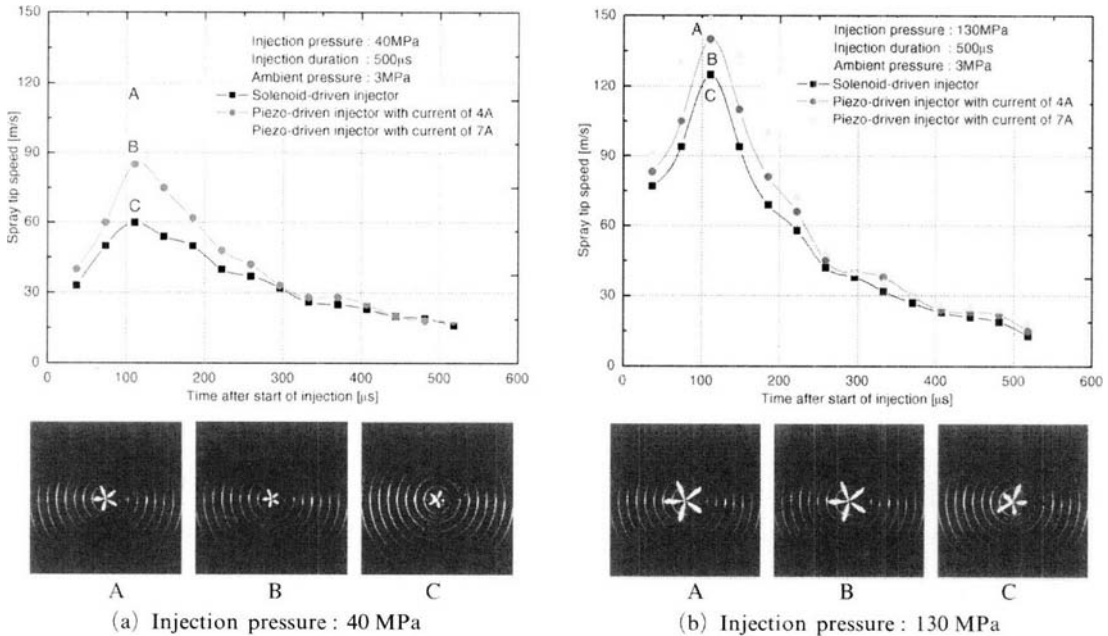 150
120
90
60
30
0
Spray tip speed [m/s]
Injection pressure : 40MPa
Injection duration : 500μs
Ambient pressure : 3MPa
Solenoid-driven injector
Piezo-driven injector with current of 4A
Piezo-driven injector with current of 7A
A
B
C
0 100 200 300 400 500 600
Time after start of injection [μs]
A B C
(a) Injection pressure : 40 MPa
150
120
90
60
30
0
Spray tip speed [m/s]
Injection pressure : 130MPa
Injection duration : 500μs
Ambient pressure : 3MPa
Solenoid-driven injector
Piezo-driven injector with current of 4A
Piezo-driven injector with current of 7A
A
B
C
0 100 200 300 400 500 600
Time after start of injection [μs]
A B C
(b) Injection pressure : 130 MPa